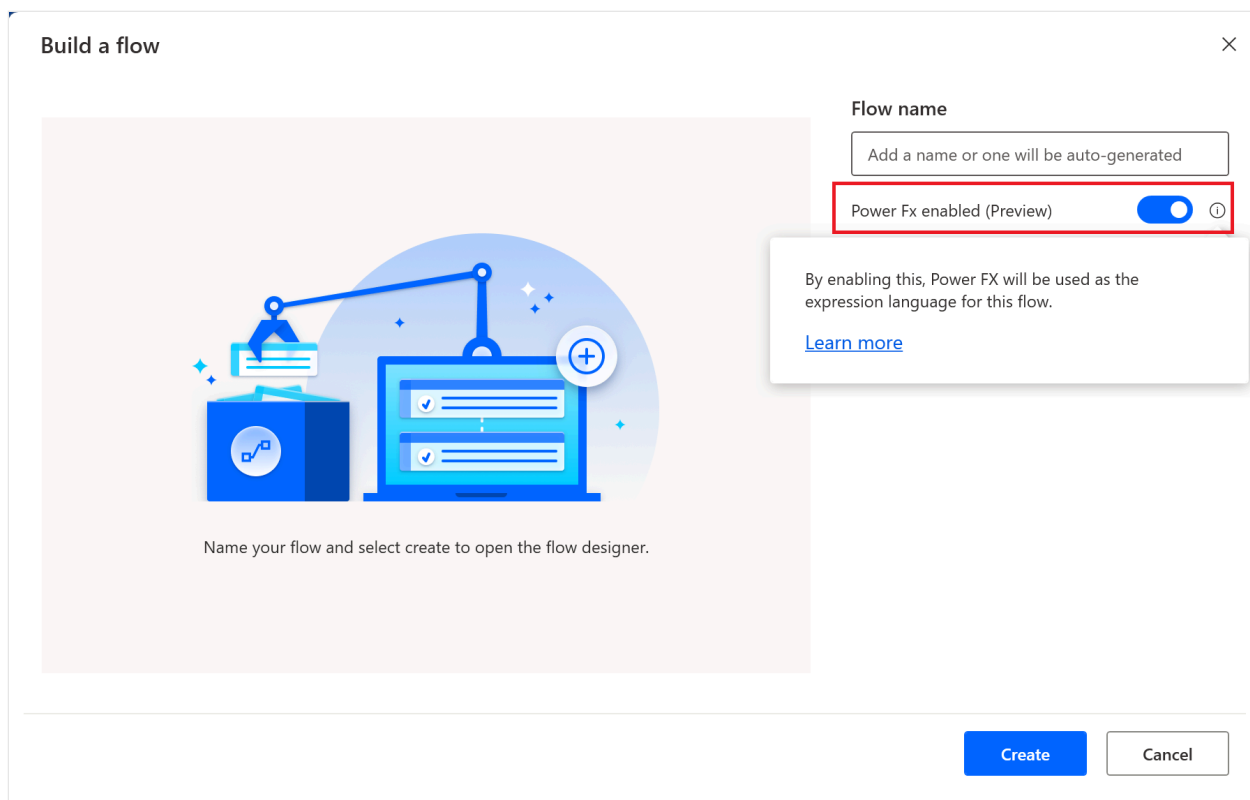 Build a flow
Flow name
Add a name or one will be auto-generated
Power Fx enabled (Preview)
By enabling this, Power FX will be used as the
expression language for this flow.
Learn more
Name your flow and select create to open the flow designer.
Create
Cancel